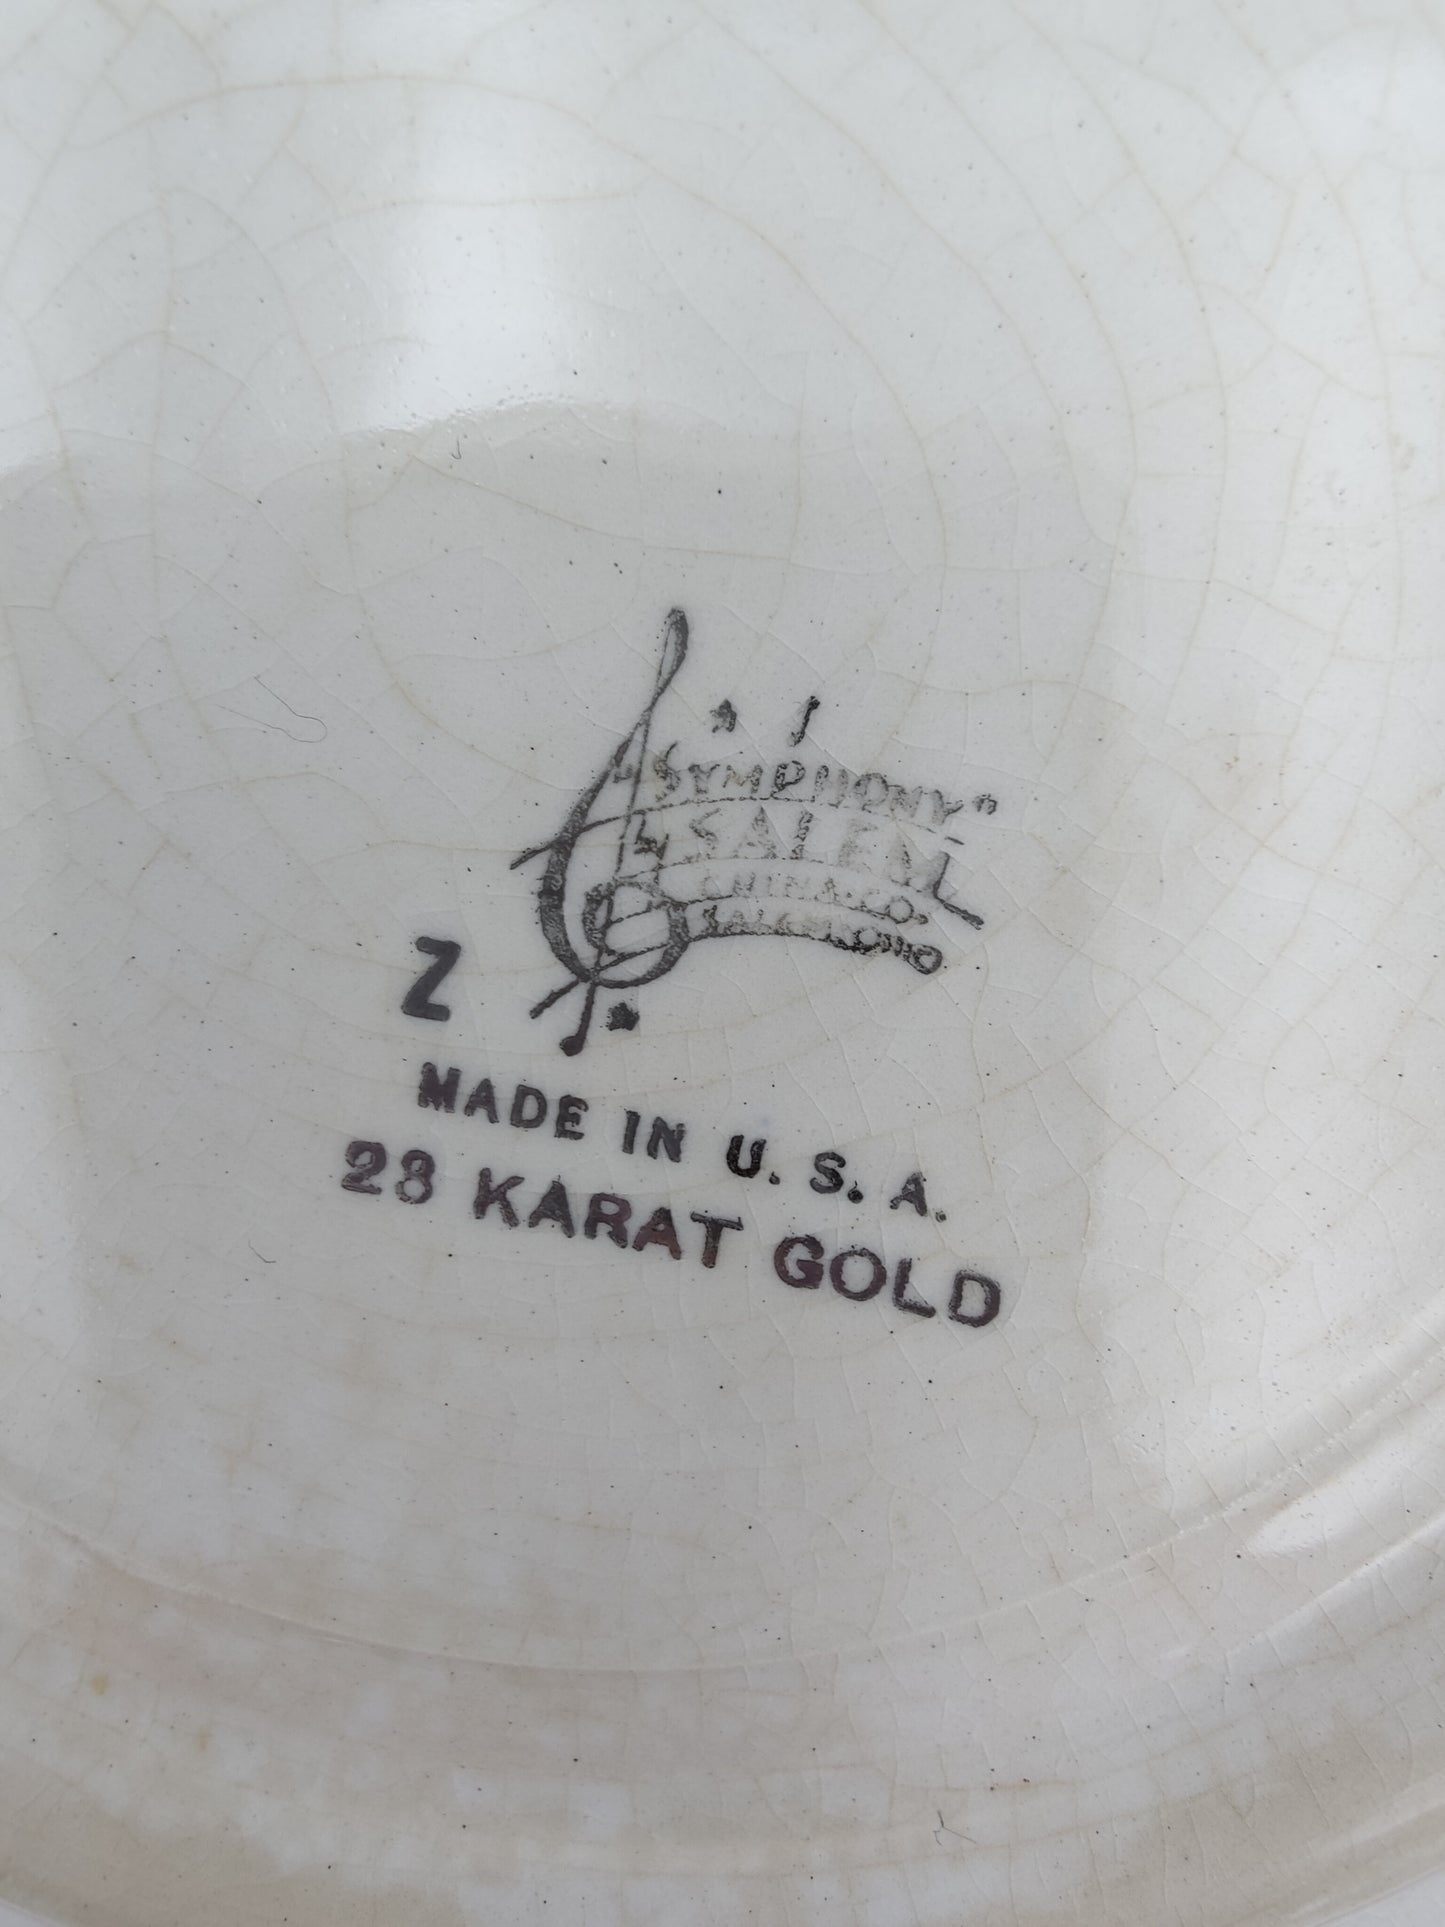 "SYMPHONY"
SALEM
CHINA.CO.
SALEM.OHIO
Z
MADE IN U. S. A.
23 KARAT GOLD